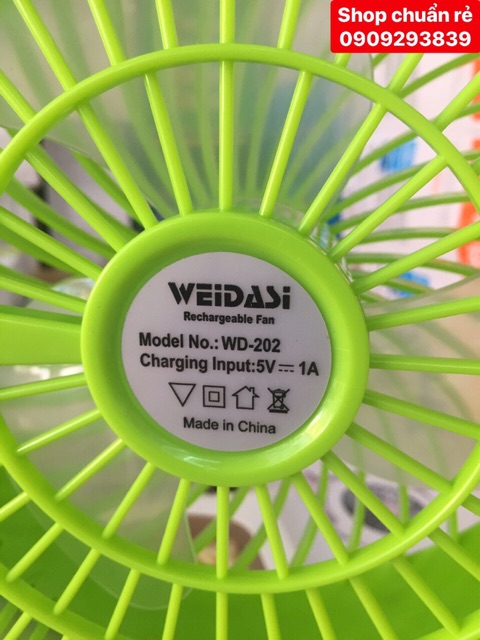 Shop chuẩn rẻ
0909293839
WEiDASi
Rechargeable Fan
Model No.: WD-202
Charging Input:5V⎓1A
Made in China